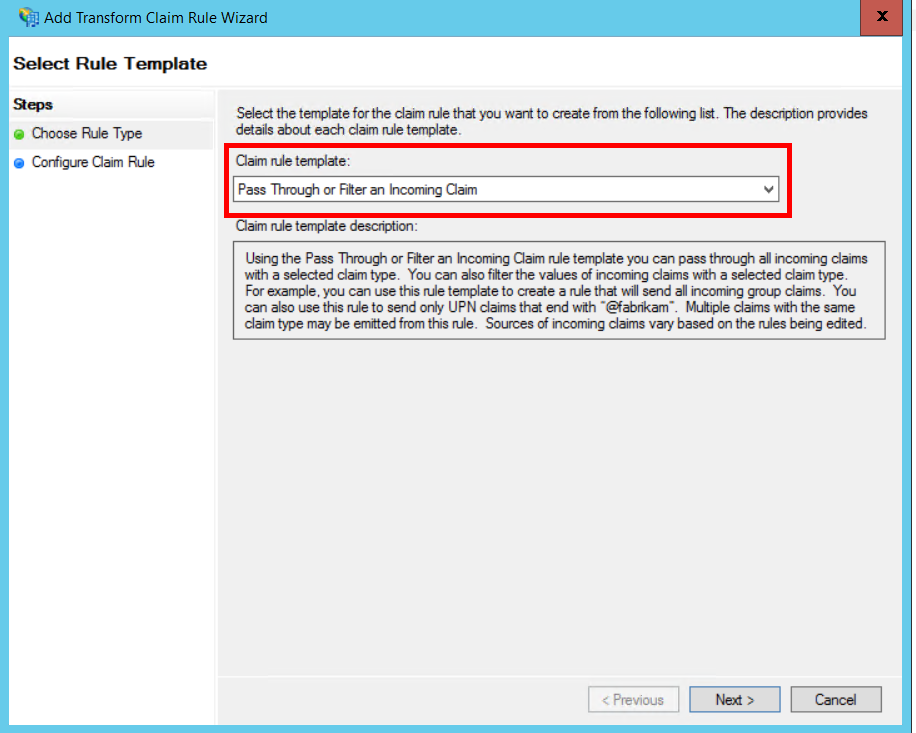 Add Transform Claim Rule Wizard
x
Select Rule Template
Steps
Choose Rule Type
Configure Claim Rule
Select the template for the claim rule that you want to create from the following list. The description provides
details about each claim rule template.
Claim rule template:
Pass Through or Filter an Incoming Claim
Claim rule template description:
Using the Pass Through or Filter an Incoming Claim rule template you can pass through all incoming claims
with a selected claim type.  You can also filter the values of incoming claims with a selected claim type.
For example, you can use this rule template to create a rule that will send all incoming group claims.  You
can also use this rule to send only UPN claims that end with "@fabrikam".  Multiple claims with the same
claim type may be emitted from this rule.  Sources of incoming claims vary based on the rules being edited.
< Previous
Next >
Cancel